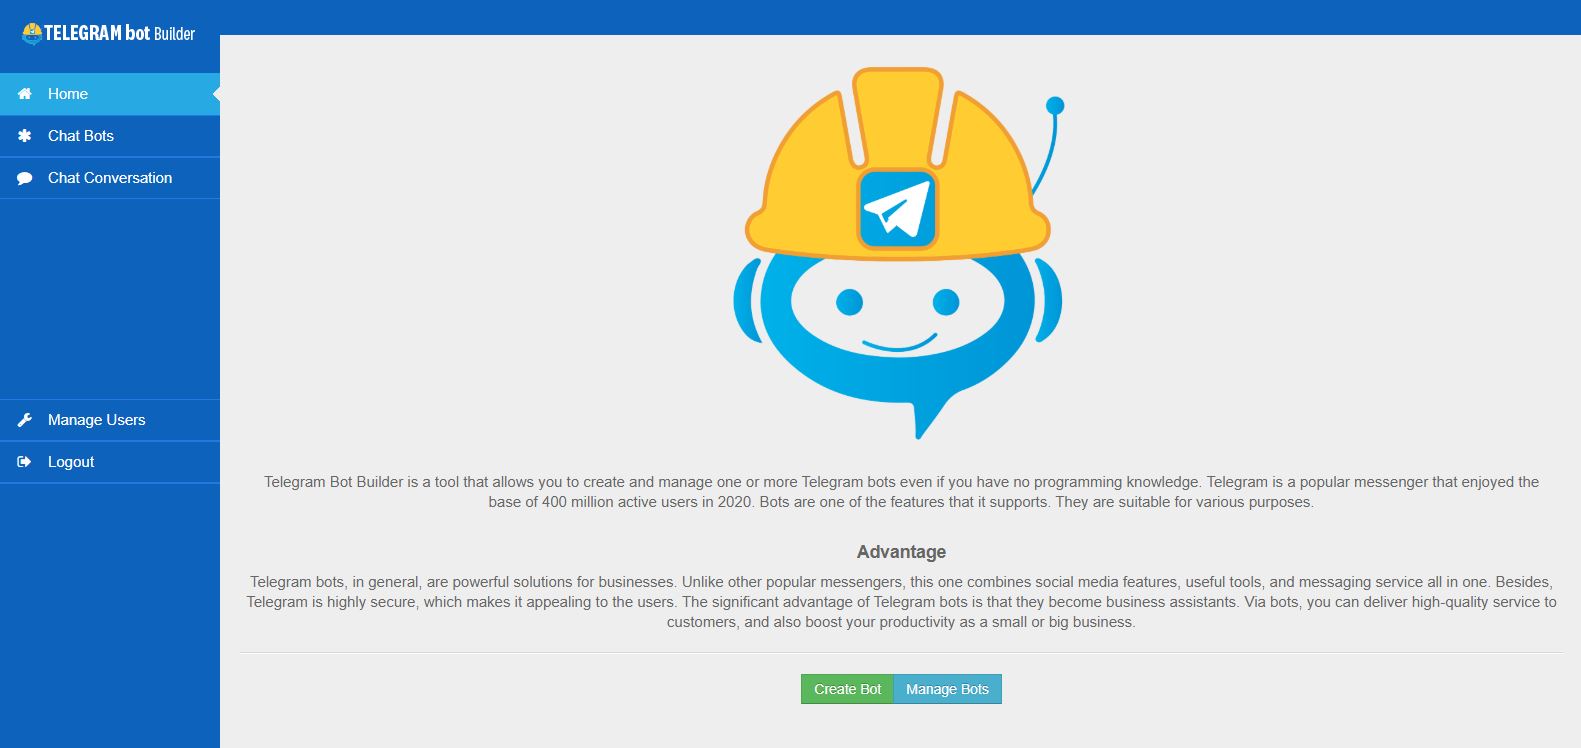 TELEGRAM bot Builder
Home
Chat Bots
Chat Conversation
Manage Users
Logout
Telegram Bot Builder is a tool that allows you to create and manage one or more Telegram bots even if you have no programming knowledge. Telegram is a popular messenger that enjoyed the
base of 400 million active users in 2020. Bots are one of the features that it supports. They are suitable for various purposes.
Advantage
Telegram bots, in general, are powerful solutions for businesses. Unlike other popular messengers, this one combines social media features, useful tools, and messaging service all in one. Besides,
Telegram is highly secure, which makes it appealing to the users. The significant advantage of Telegram bots is that they become business assistants. Via bots, you can deliver high-quality service to
customers, and also boost your productivity as a small or big business.
Create Bot Manage Bots